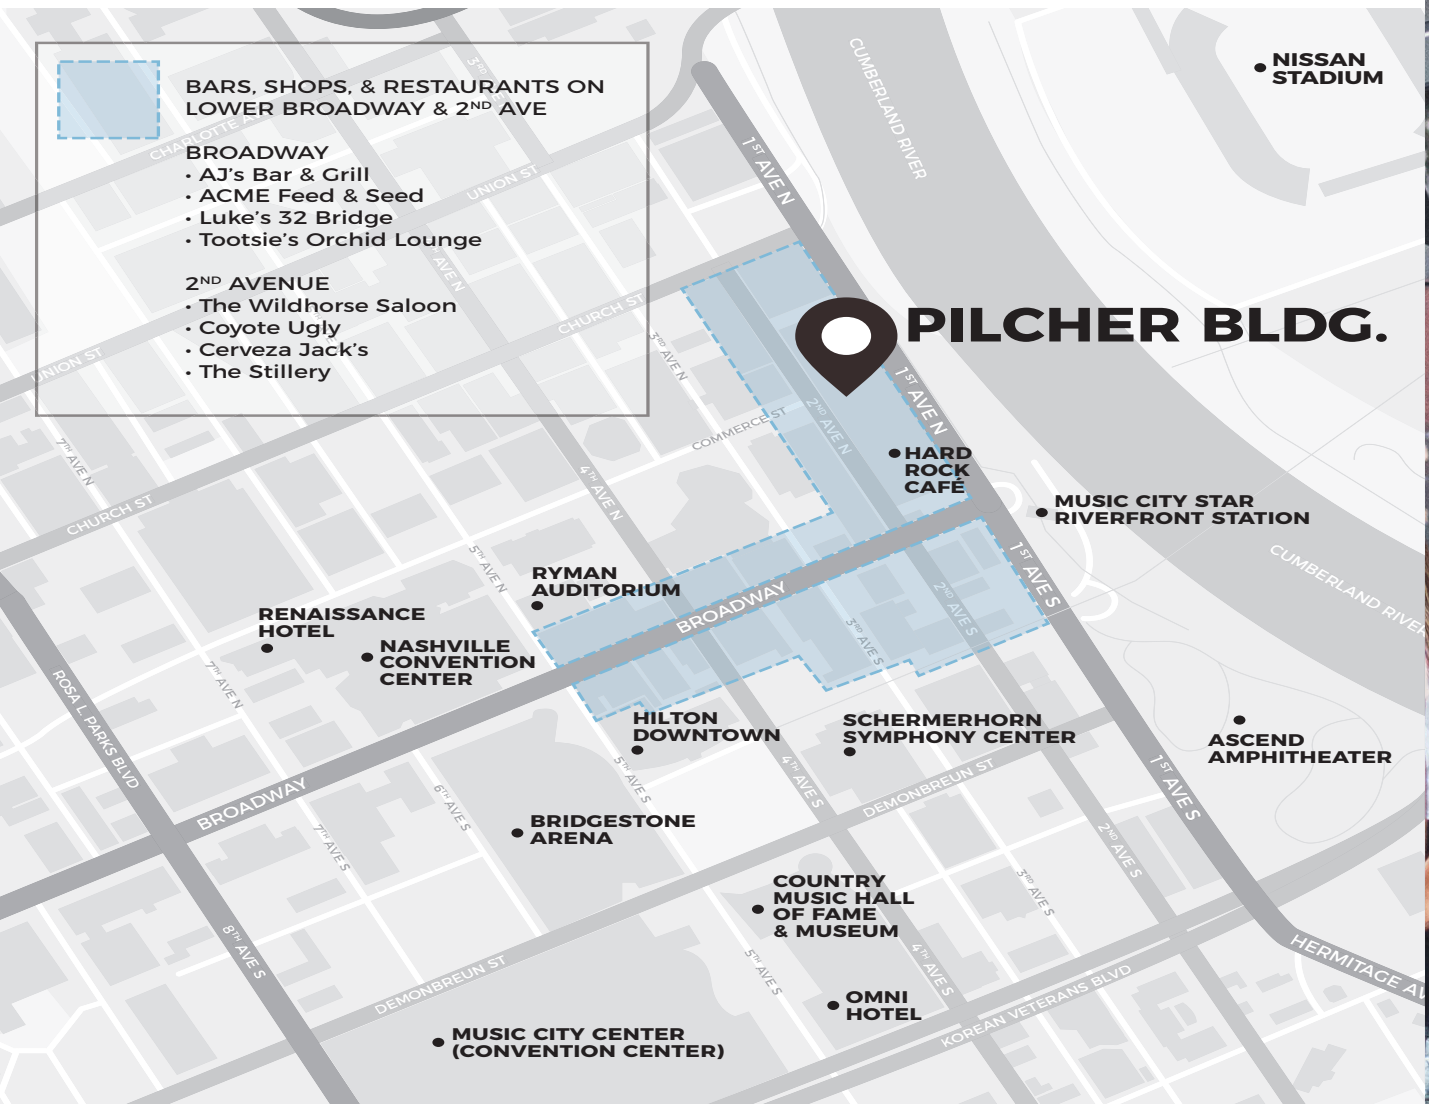 BARS, SHOPS, & RESTAURANTS ON
LOWER BROADWAY & 2ND AVE
BROADWAY
• AJ's Bar & Grill
• ACME Feed & Seed
• Luke's 32 Bridge
• Tootsie's Orchid Lounge
2ND AVENUE
• The Wildhorse Saloon
• Coyote Ugly
• Cerveza Jack's
• The Stillery
3RD
CHARLOTTE A
UNION ST
AVE N
CHURCH ST
UNION ST
3RD AVE N
COMMERCE ST
1ST AVE N
CUMBERLAND RIVER
NISSAN
STADIUM
PILCHER BLDG.
1ST AVE N
2ND AVE N
HARD
ROCK
CAFÉ
MUSIC CITY STAR
RIVERFRONT STATION
CUMBERLAND RIVER
7TH AVE N
CHURCH ST
4TH AVE N
5TH AVE N
RYMAN
AUDITORIUM
BROADWAY
1ST AVE S
2ND AVE S
3RD AVE S
RENAISSANCE
HOTEL
NASHVILLE
CONVENTION
CENTER
7TH AVE N
ROSA L PARKS BLVD
HILTON
DOWNTOWN
SCHERMERHORN
SYMPHONY CENTER
ASCEND
AMPHITHEATER
BROADWAY
6TH AVE S
5TH AVE S
4TH AVE S
DEMONBREUN ST
1ST AVE S
7TH AVE S
BRIDGESTONE
ARENA
2ND AVE S
COUNTRY
MUSIC HALL
OF FAME
& MUSEUM
3RD AVE S
8TH AVE S
DEMONBREUN ST
5TH AVE S
4TH AVE S
HERMITAGE AV
KOREAN VETERANS BLVD
OMNI
HOTEL
MUSIC CITY CENTER
(CONVENTION CENTER)